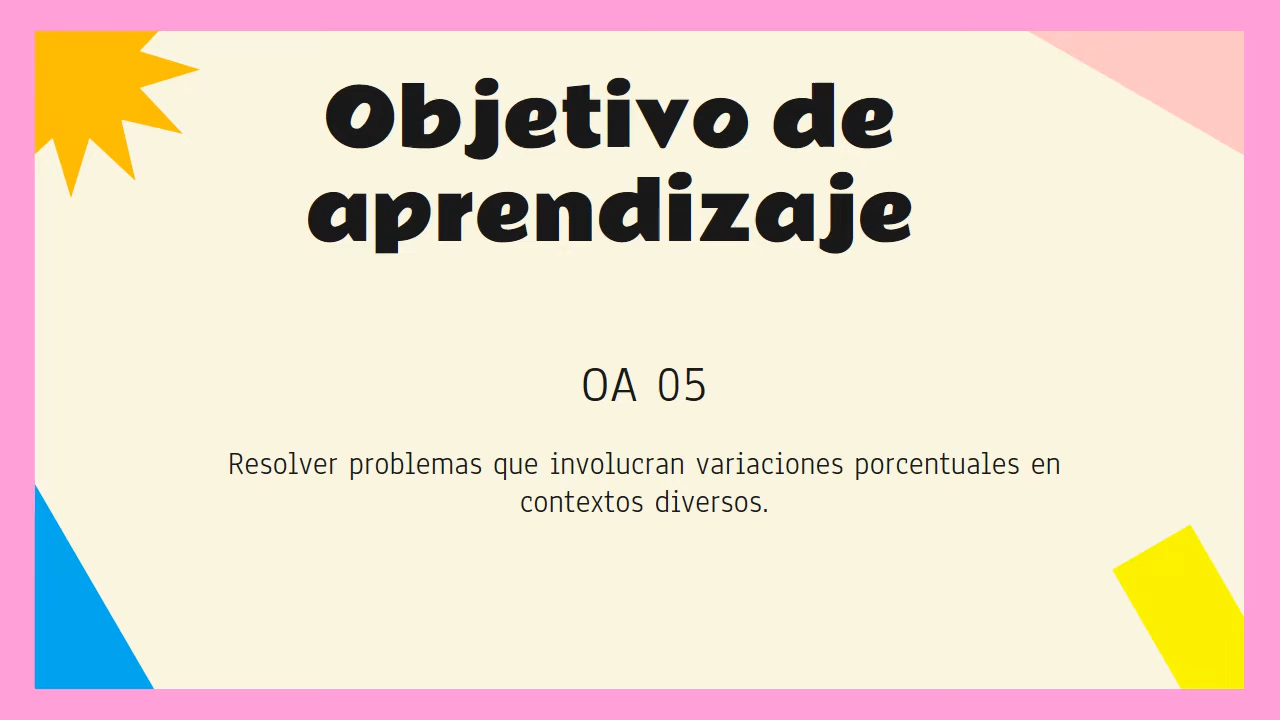 Objetivo de
aprendizaje
OA 05
Resolver problemas que involucran variaciones porcentuales en
contextos diversos.